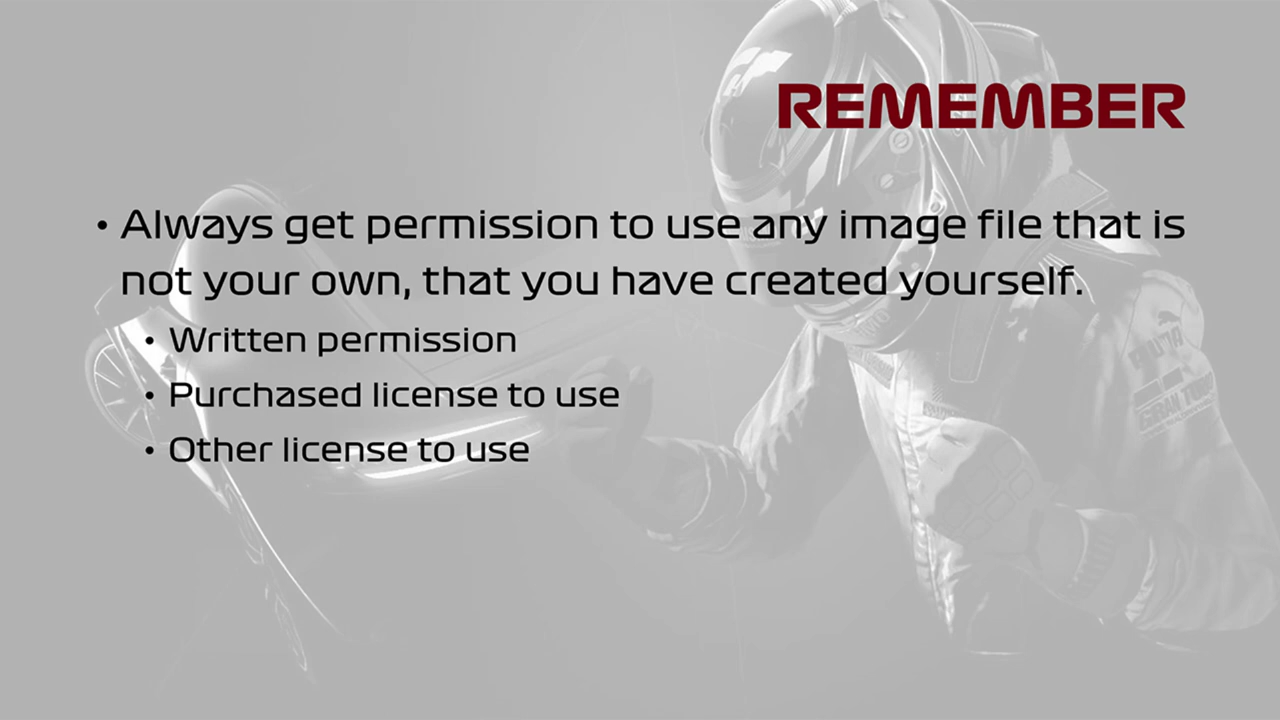 REMEMBER
• Always get permission to use any image file that is
not your own, that you have created yourself.
• Written permission
• Purchased license to use
• Other license to use
PUMA